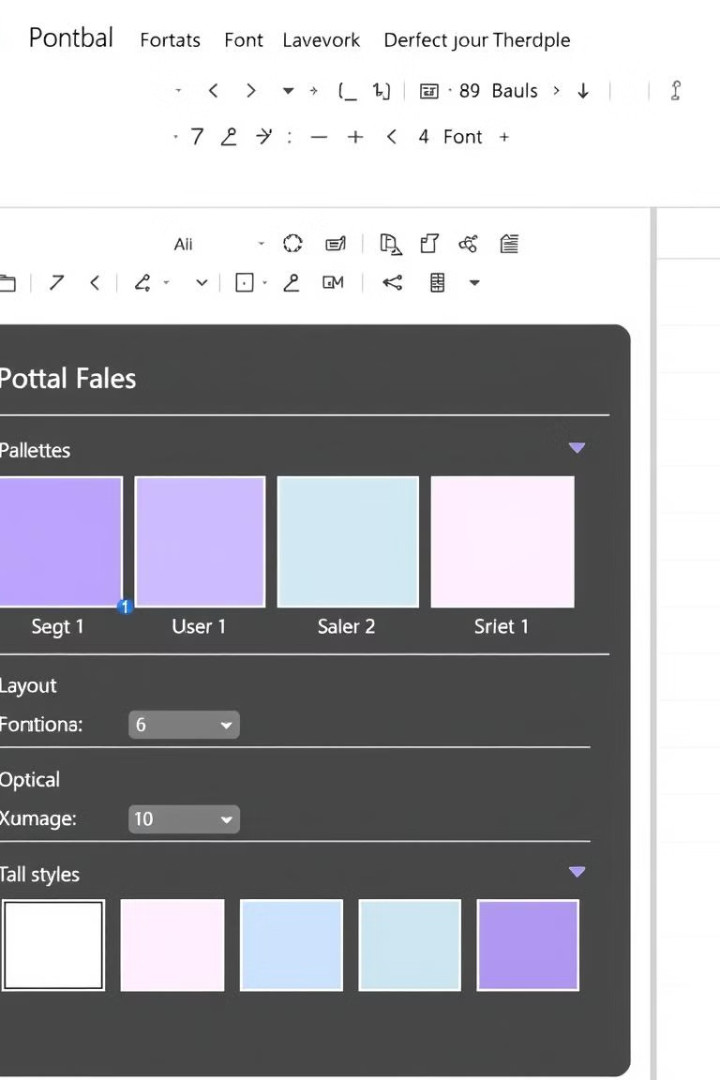 Pontbal Fortats Font Lavevork Derfect jour Therdple
89 Bauls
7
4 Font +
Aii
Pottal Fales
Pallettes
1
Segt 1 User 1 Saler 2 Sriet 1
Layout
Fontiona: 6
Optical
Xumage: 10
Tall styles